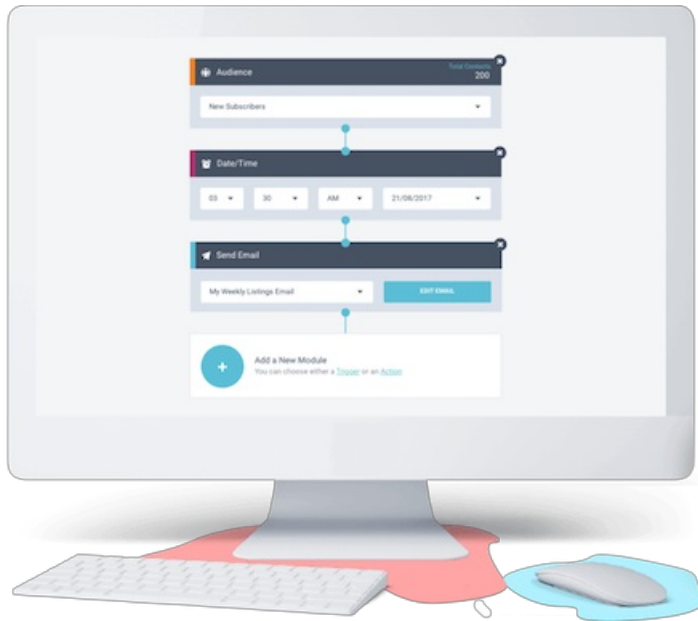 Audience
Total Contacts
200
New Subscribers
Date/Time
03
30
AM
21/08/2017
Send Email
My Weekly Listings Email
EDIT EMAIL
Add a New Module
You can choose either a Trigger or an Action